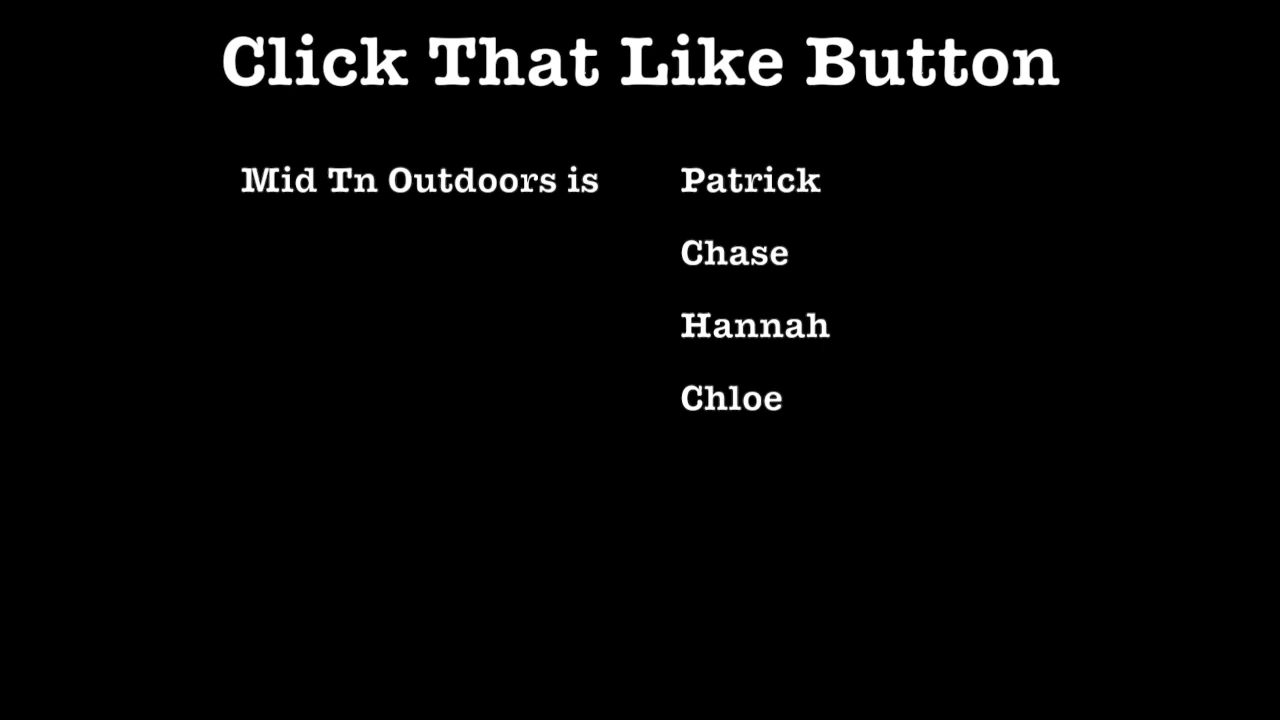 Click That Like Button
Mid Tn Outdoors is Patrick
Chase
Hannah
Chloe